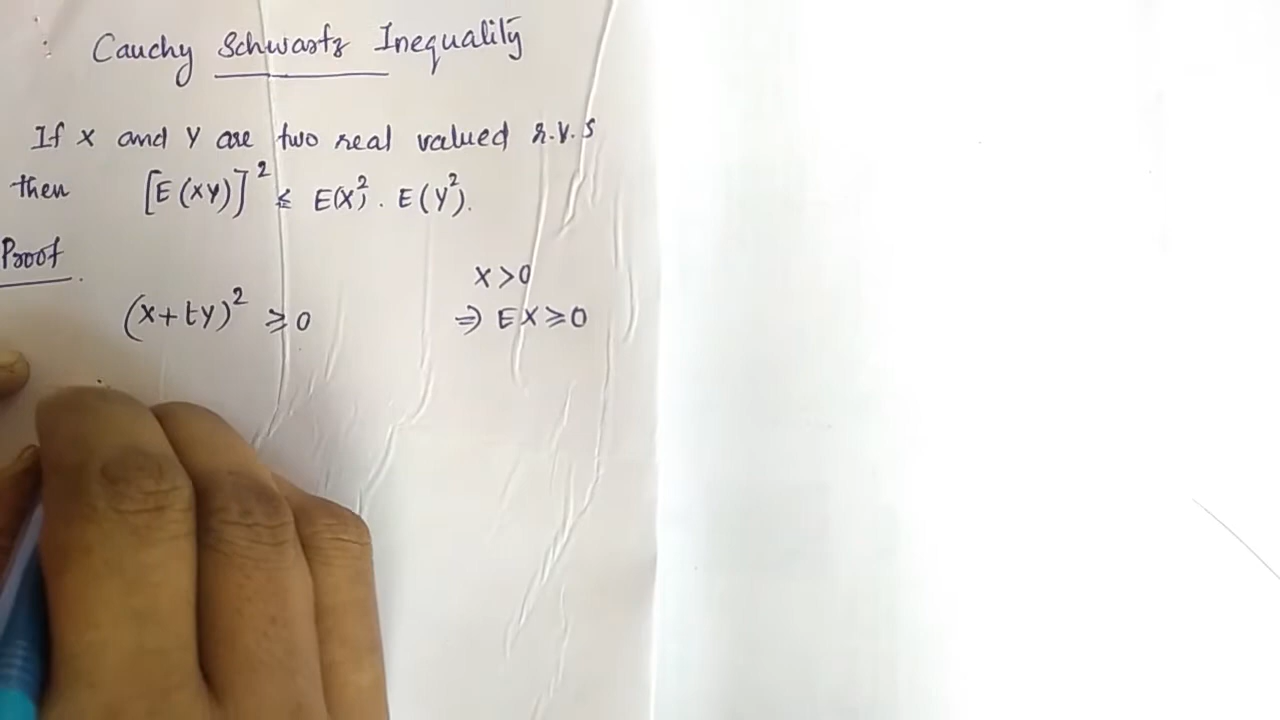 : Cauchy Schwartz Inequality
If X and Y are two real valued r.v.s
then [E(XY)]² ≤ E(X²) . E(Y²).
Proof.
(X+tY)² ≥ 0
X>0
⇒ EX ≥ 0